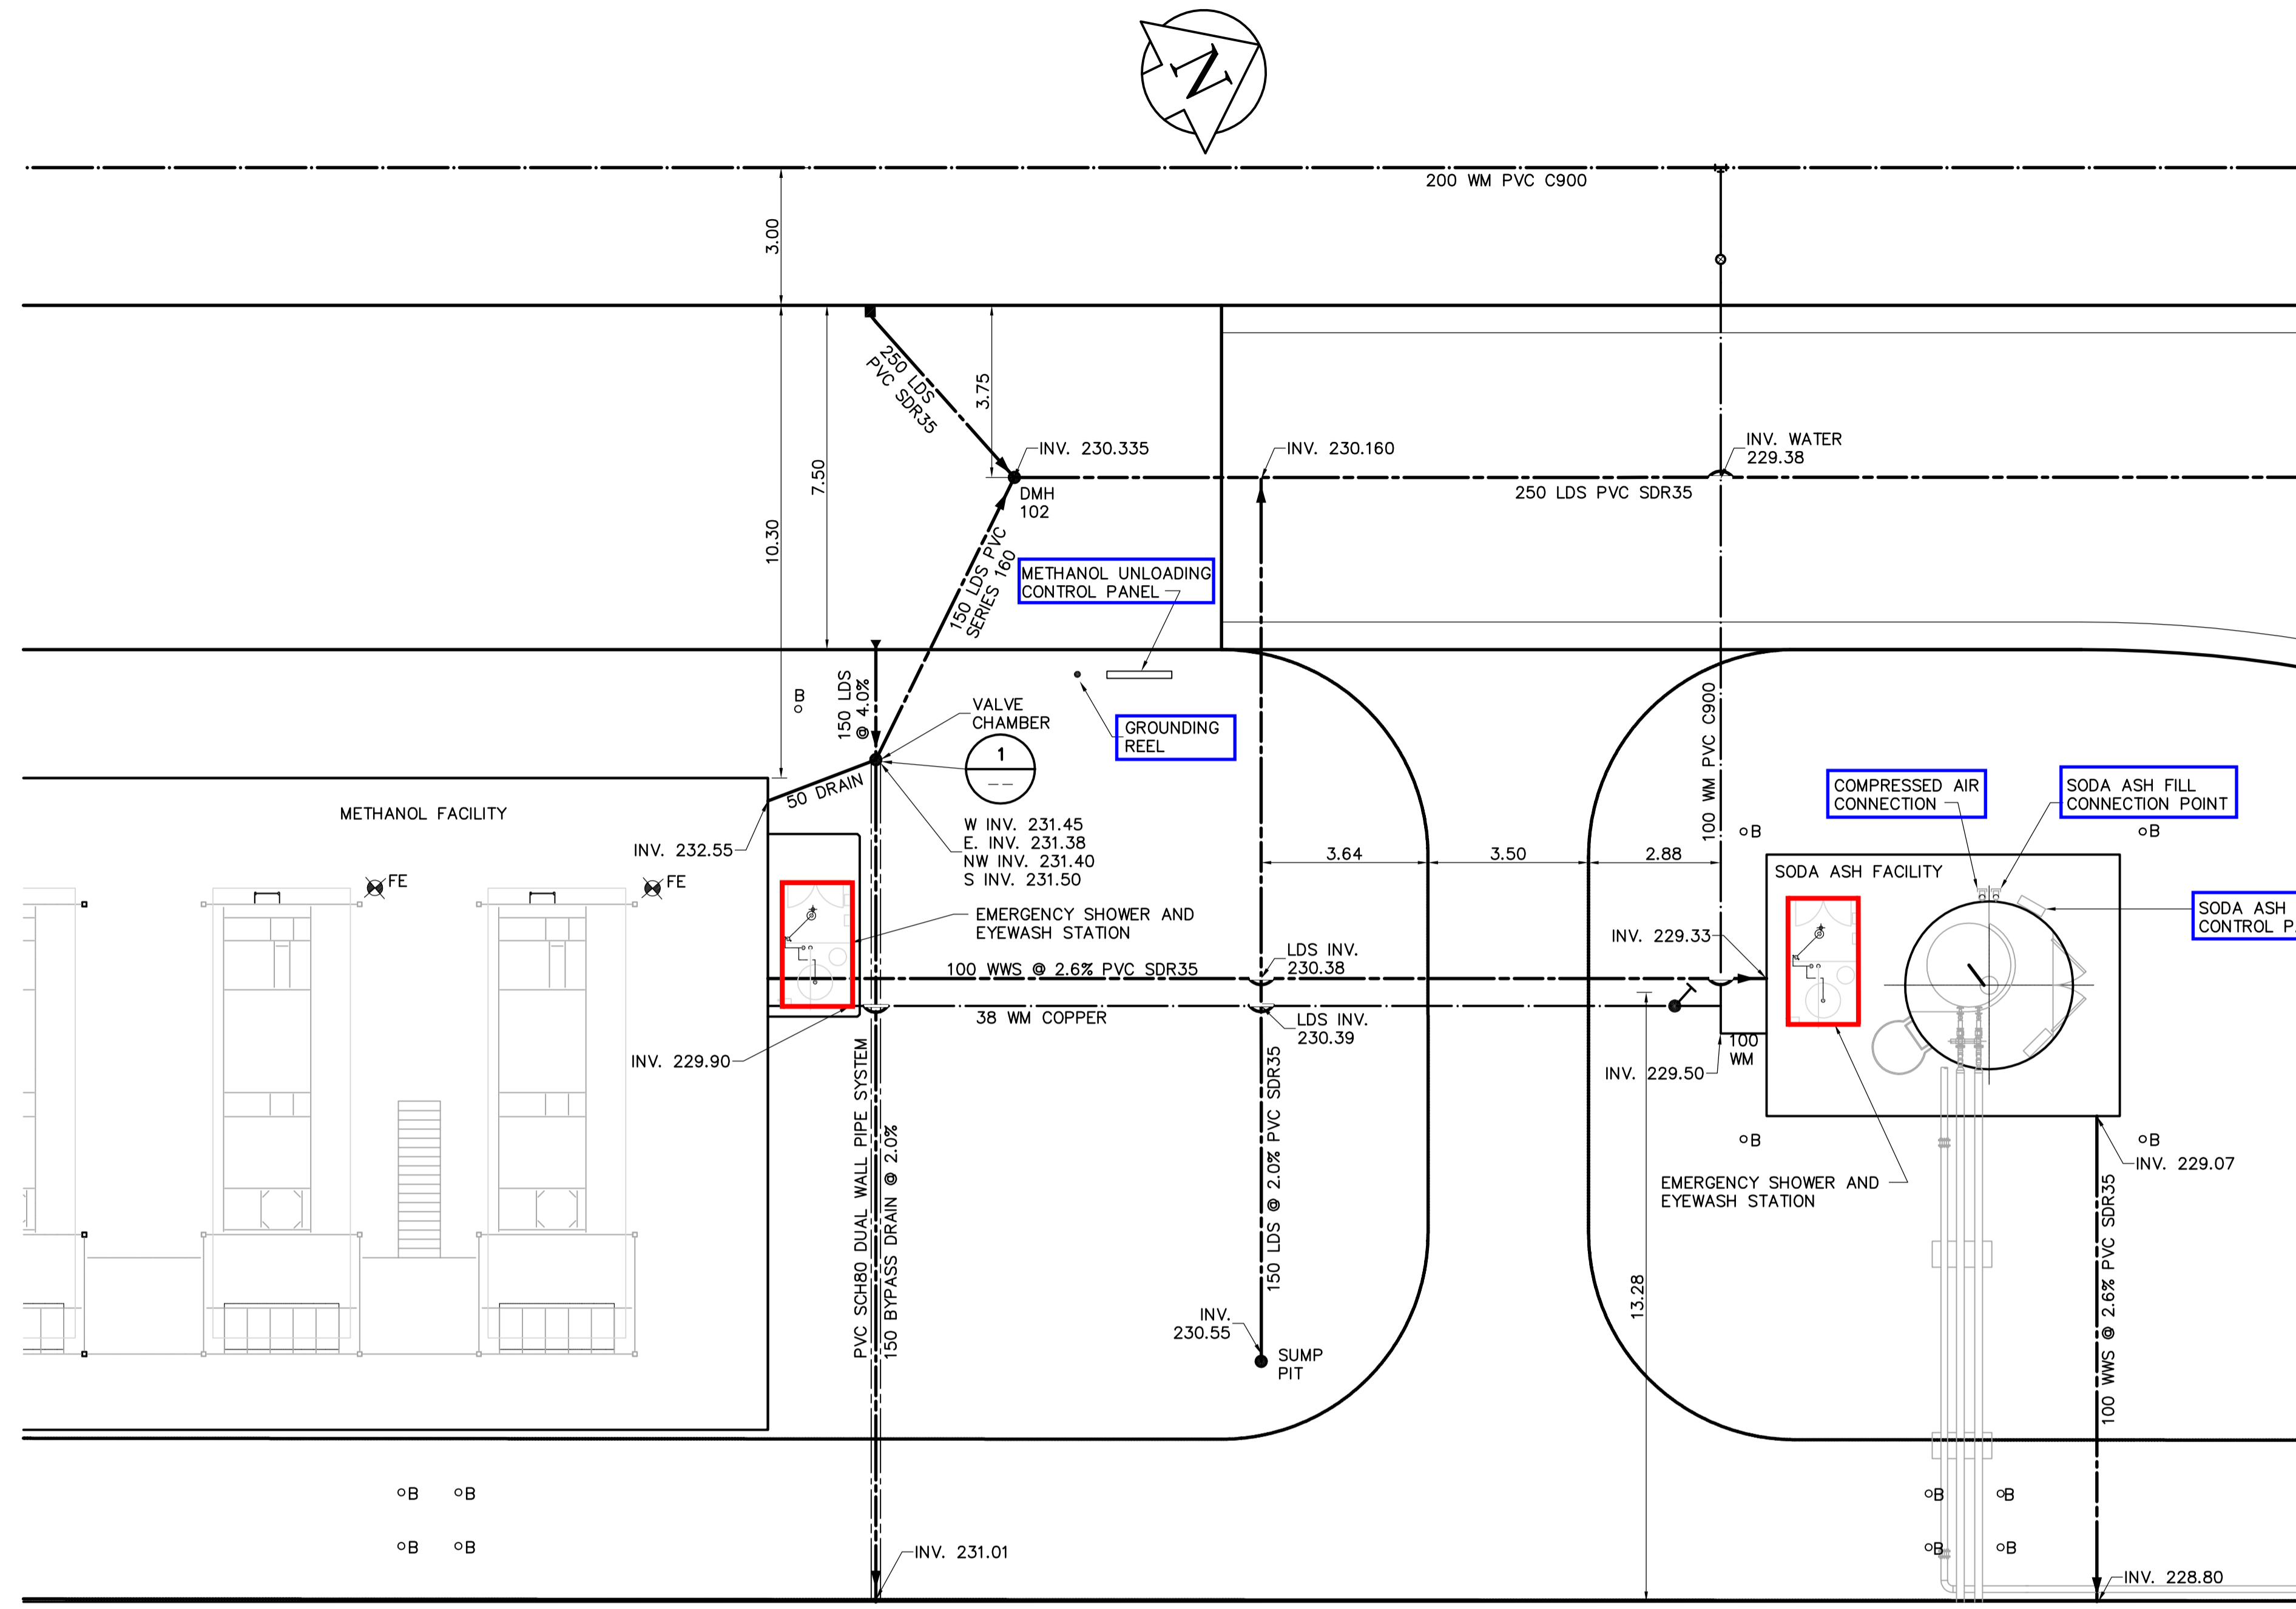 N
200 WM PVC C900
3.00
250 LDS
PVC SDR35
3.75
7.50
10.30
INV. 230.335
DMH
102
INV. 230.160
INV. WATER
229.38
250 LDS PVC SDR35
150 LDS PVC
SERIES 160
METHANOL UNLOADING
CONTROL PANEL
B
150 LDS
@ 4.0%
VALVE
CHAMBER
1
-- --
GROUNDING
REEL
100 WM PVC C900
50 DRAIN
METHANOL FACILITY
INV. 232.55
W INV. 231.45
E. INV. 231.38
NW INV. 231.40
S INV. 231.50
3.64
3.50
2.88
COMPRESSED AIR
CONNECTION
SODA ASH FILL
CONNECTION POINT
B
B
SODA ASH FACILITY
FE
FE
EMERGENCY SHOWER AND
EYEWASH STATION
SODA ASH
CONTROL P
INV. 229.33
LDS INV.
230.38
100 WWS @ 2.6% PVC SDR35
38 WM COPPER
LDS INV.
230.39
INV. 229.90
100
WM
INV. 229.50
PVC SCH80 DUAL WALL PIPE SYSTEM
150 BYPASS DRAIN @ 2.0%
150 LDS @ 2.0% PVC SDR35
B
B
INV. 229.07
EMERGENCY SHOWER AND
EYEWASH STATION
13.28
100 WWS @ 2.6% PVC SDR35
INV.
230.55
SUMP
PIT
B
B
B
B
B
B
B
B
INV. 231.01
INV. 228.80